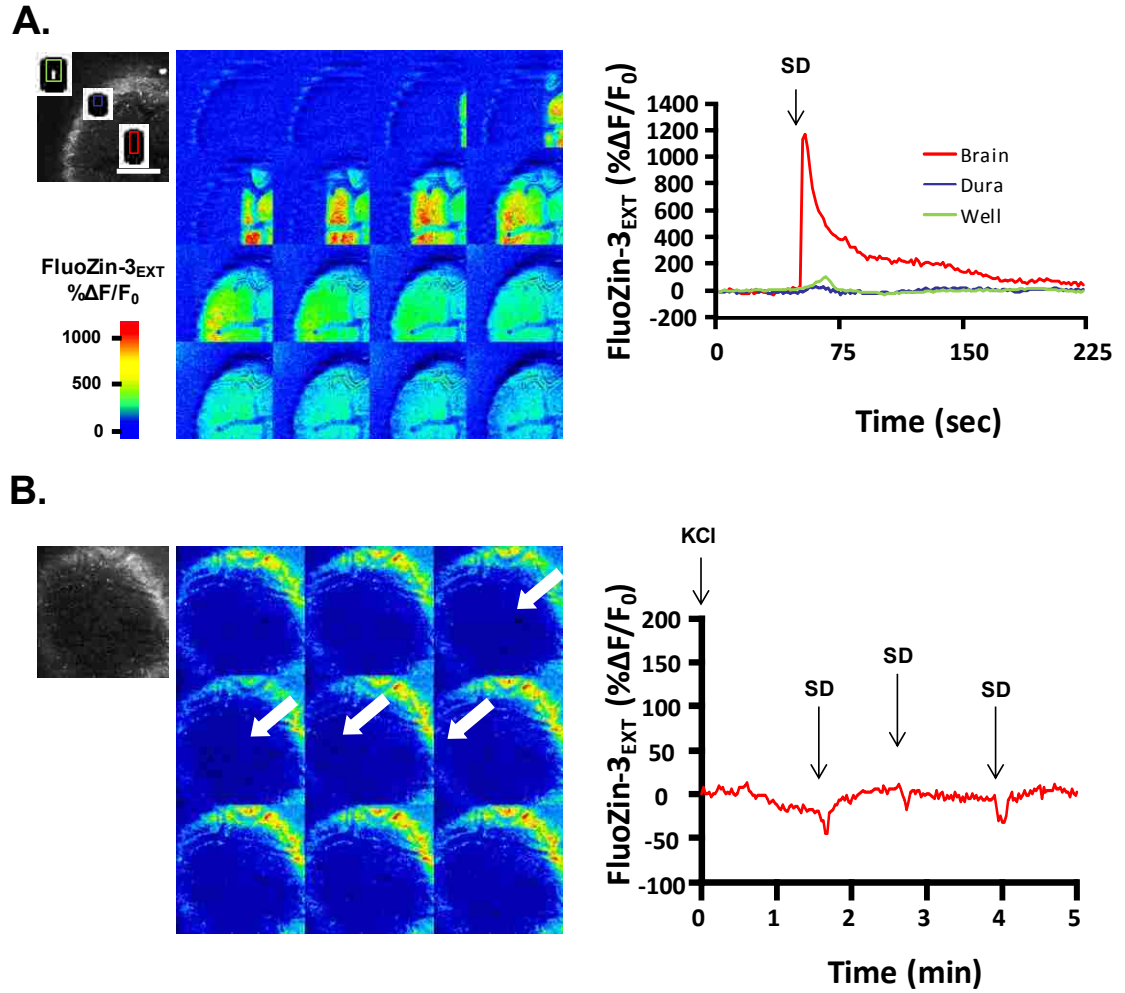 A.
FluoZin-3EXT
%ΔF/F0
1000
500
0
SD
FluoZin-3EXT (%ΔF/F0)
1400
1200
1000
800
600
400
200
0
-200
Brain
Dura
Well
0 75 150 225
Time (sec)
B.
KCl
FluoZin-3EXT (%ΔF/F0)
200
150
100
50
0
-50
-100
SD
SD
SD
0 1 2 3 4 5
Time (min)